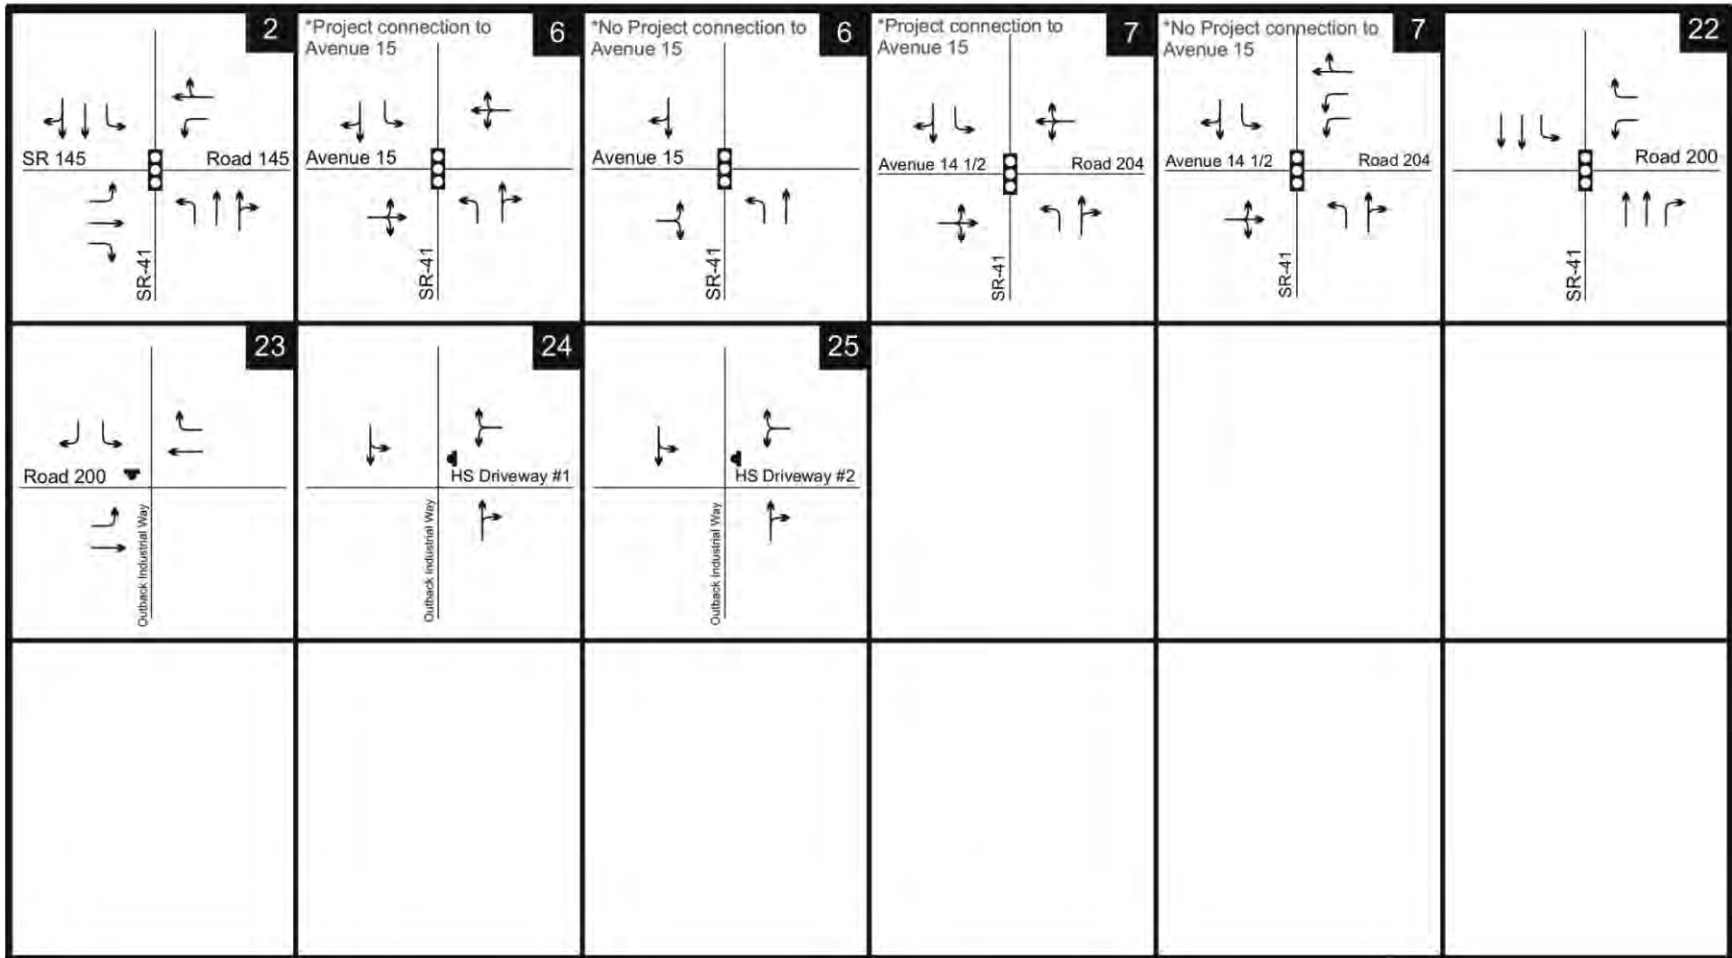 2
SR 145
Road 145
SR-41
*Project connection to
Avenue 15
6
Avenue 15
SR-41
*No Project connection to
Avenue 15
6
Avenue 15
SR-41
*Project connection to
Avenue 15
7
Avenue 14 1/2
Road 204
SR-41
*No Project connection to
Avenue 15
7
Avenue 14 1/2
Road 204
SR-41
22
Road 200
SR-41
23
Road 200
Outback Industrial Way
24
HS Driveway #1
Outback Industrial Way
25
HS Driveway #2
Outback Industrial Way